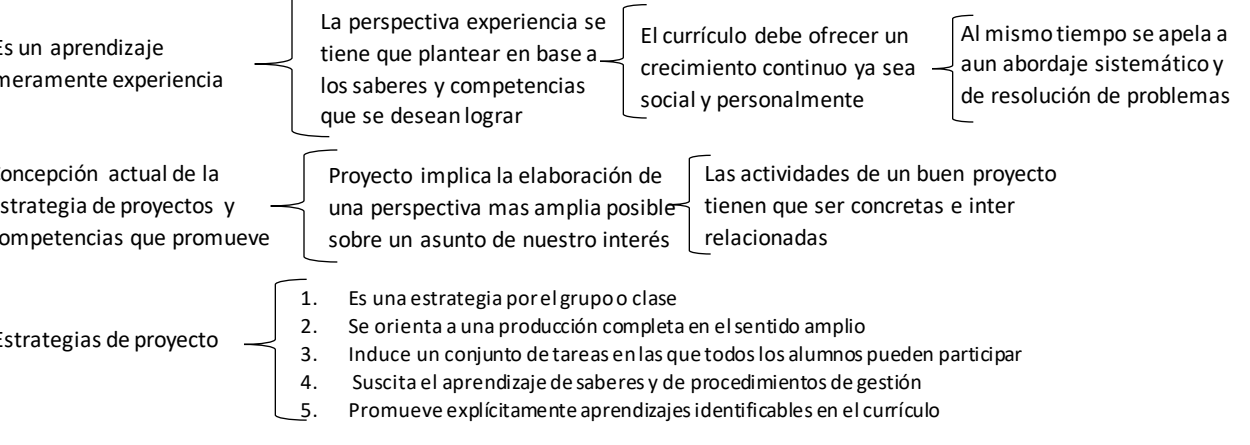 Es un aprendizaje
meramente experiencia
La perspectiva experiencia se
tiene que plantear en base a
los saberes y competencias
que se desean lograr
El currículo debe ofrecer un
crecimiento continuo ya sea
social y personalmente
Al mismo tiempo se apela a
aun abordaje sistemático y
de resolución de problemas
oncepción actual de la
strategia de proyectos y
ompetencias que promueve
Proyecto implica la elaboración de
una perspectiva mas amplia posible
sobre un asunto de nuestro interés
Las actividades de un buen proyecto
tienen que ser concretas e inter
relacionadas
Estrategias de proyecto
1. Es una estrategia por el grupo o clase
2. Se orienta a una producción completa en el sentido amplio
3. Induce un conjunto de tareas en las que todos los alumnos pueden participar
4. Suscita el aprendizaje de saberes y de procedimientos de gestión
5. Promueve explícitamente aprendizajes identificables en el currículo